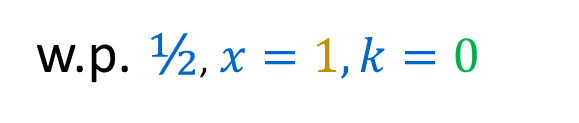 w.p. ½, x = 1, k = 0